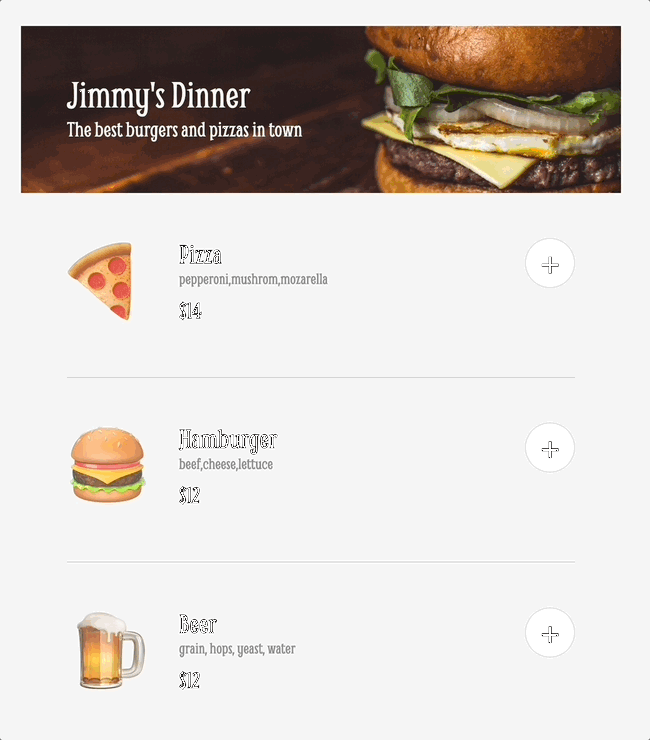 Jimmy's Dinner
The best burgers and pizzas in town
Pizza
pepperoni,mushrom,mozarella
$14
Hamburger
beef,cheese,lettuce
$12
Beer
grain, hops, yeast, water
$12